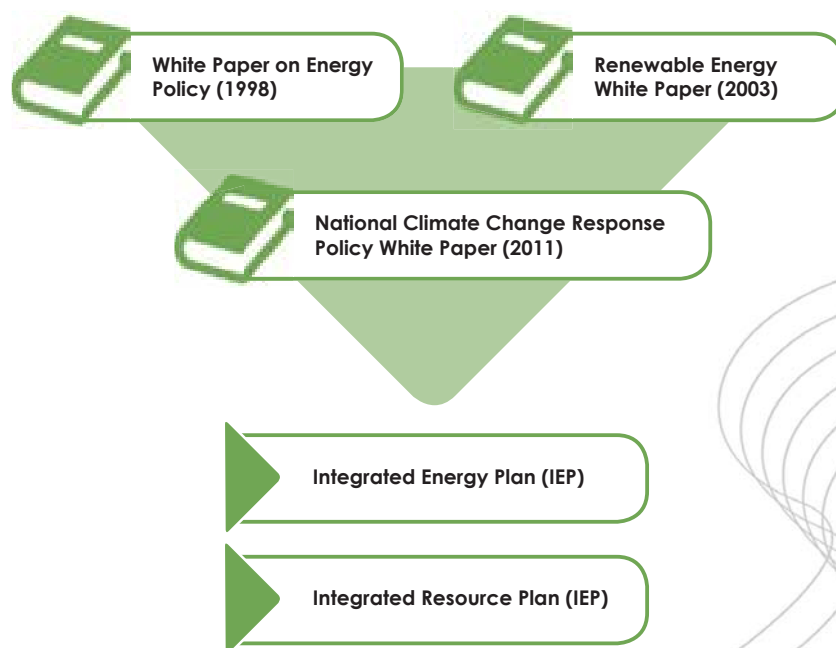 White Paper on Energy
Policy (1998)
Renewable Energy
White Paper (2003)
National Climate Change Response
Policy White Paper (2011)
Integrated Energy Plan (IEP)
Integrated Resource Plan (IEP)